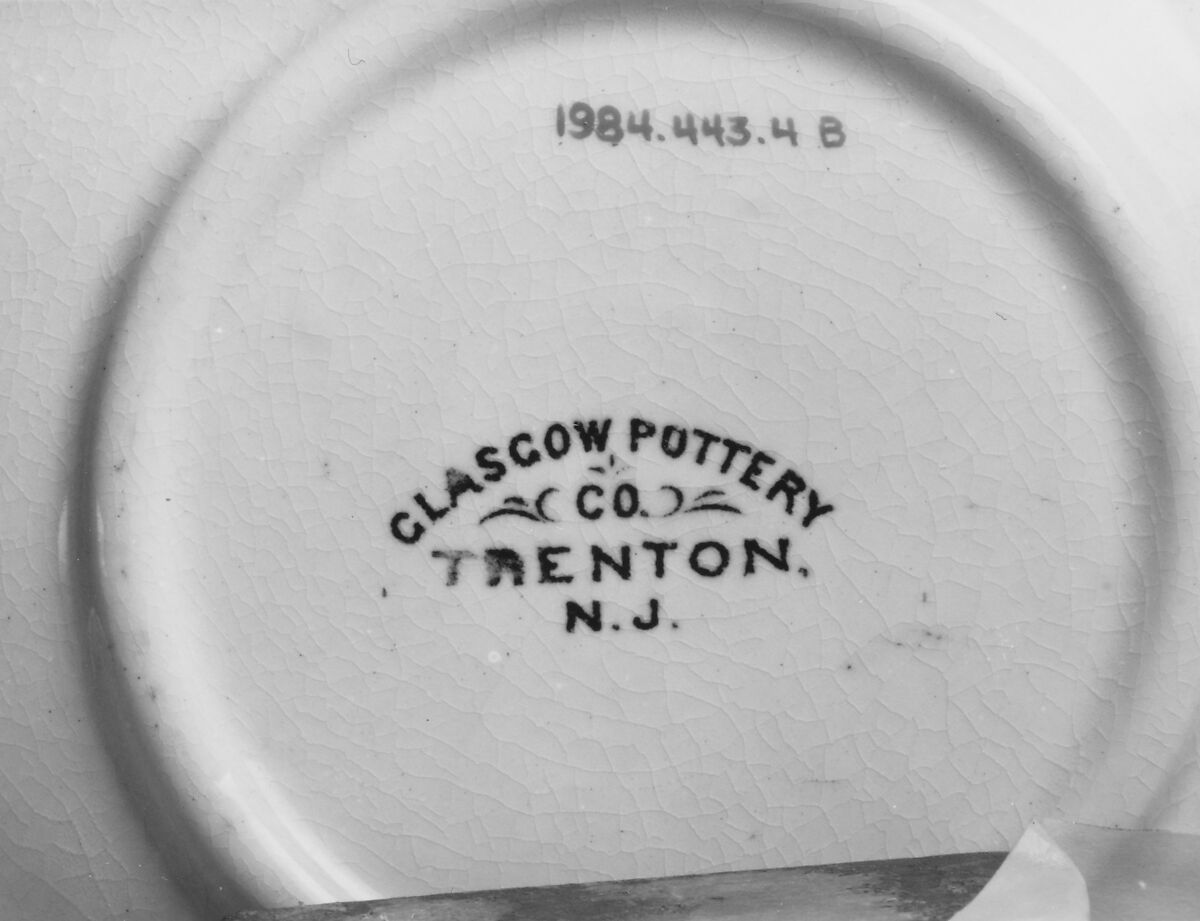 1984.443.4 B
GLASGOW POTTERY
CO.
TRENTON.
N.J.